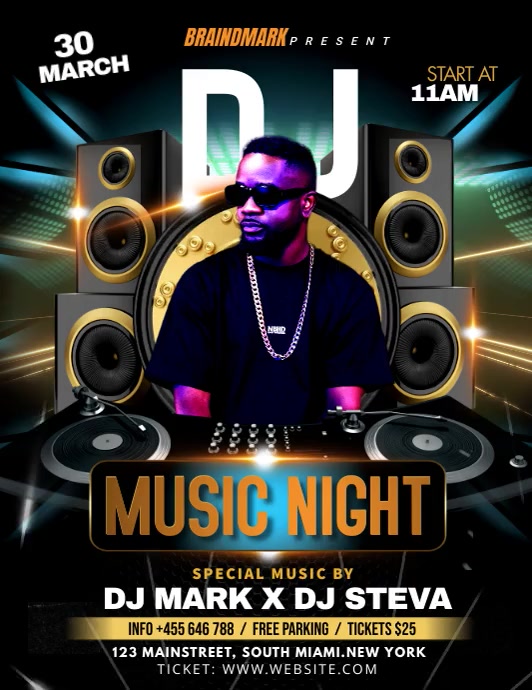 BRAINDMARK PRESENT
30
MARCH
START AT
11AM
DJ
MUSIC NIGHT
SPECIAL MUSIC BY
DJ MARK X DJ STEVA
INFO +455 646 788 / FREE PARKING / TICKETS $25
123 MAINSTREET, SOUTH MIAMI.NEW YORK
TICKET: WWW.WEBSITE.COM